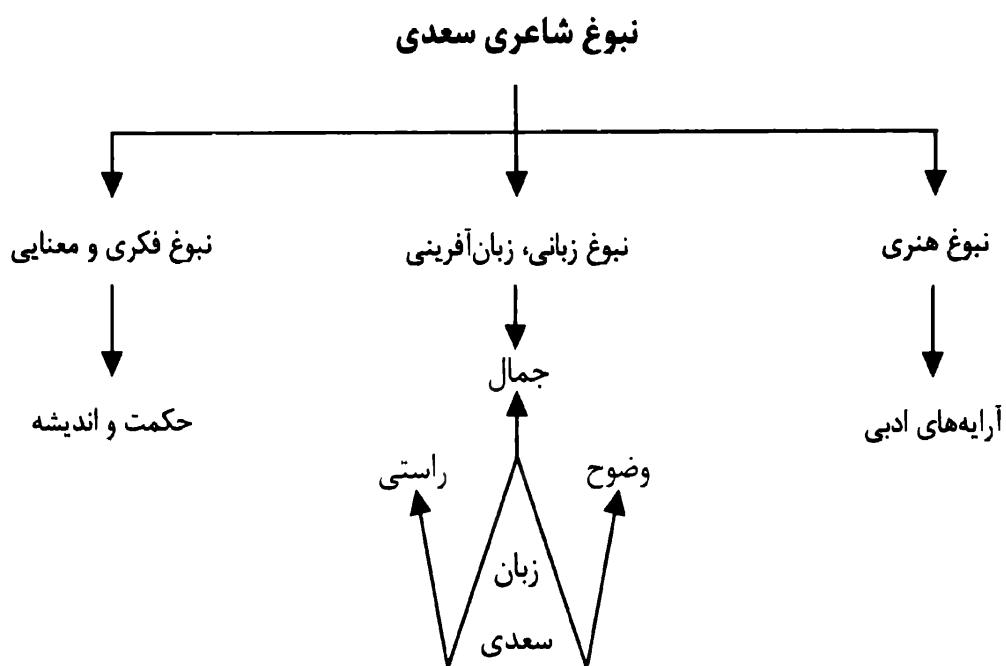 نبوغ شاعری سعدی
نبوغ هنری
نبوغ زبانی، زبان‌آفرینی
نبوغ فکری و معنایی
جمال
آرایه‌های ادبی
حکمت و اندیشه
وضوح
راستی
زبان
سعدی